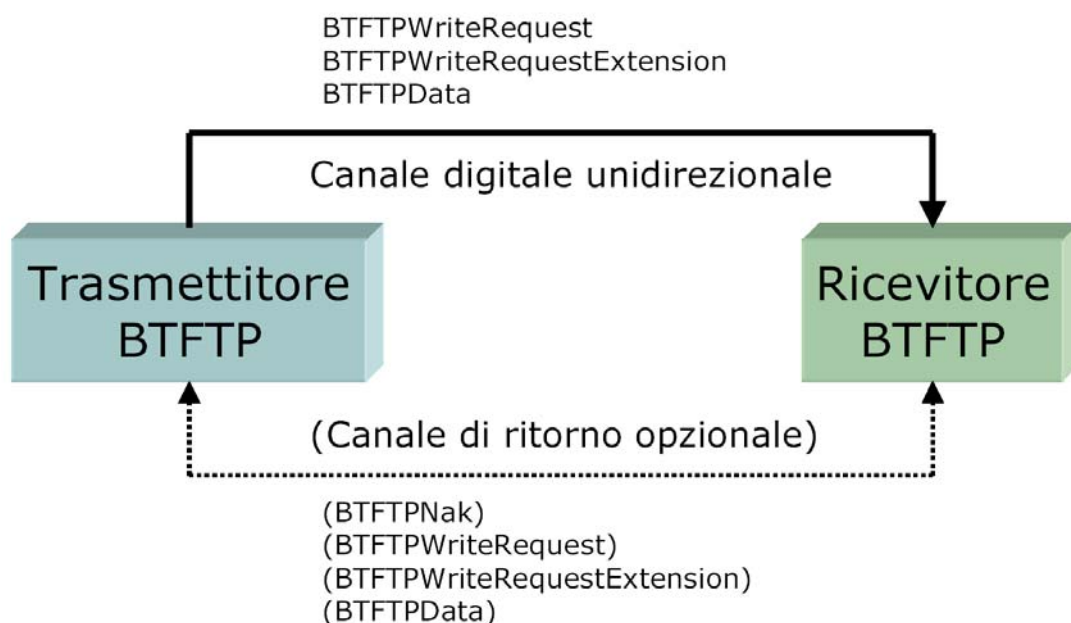 BTFTPWriteRequest
BTFTPWriteRequestExtension
BTFTPData
Canale digitale unidirezionale
Trasmettitore
BTFTP
Ricevitore
BTFTP
(Canale di ritorno opzionale)
(BTFTPNak)
(BTFTPWriteRequest)
(BTFTPWriteRequestExtension)
(BTFTPData)